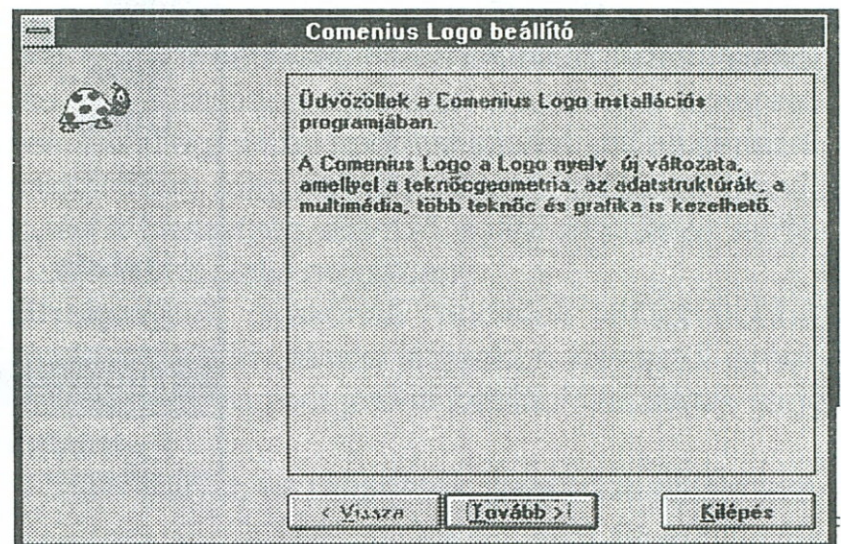 Comenius Logo beállító
Üdvözöllek a Comenius Logo installációs
programjában.
A Comenius Logo a Logo nyelv új változata,
amellyel a teknőcgeometria, az adatstruktúrák, a
multimédia, több teknőc és grafika is kezelhető.
< Vissza
Tovább >
Kilépés